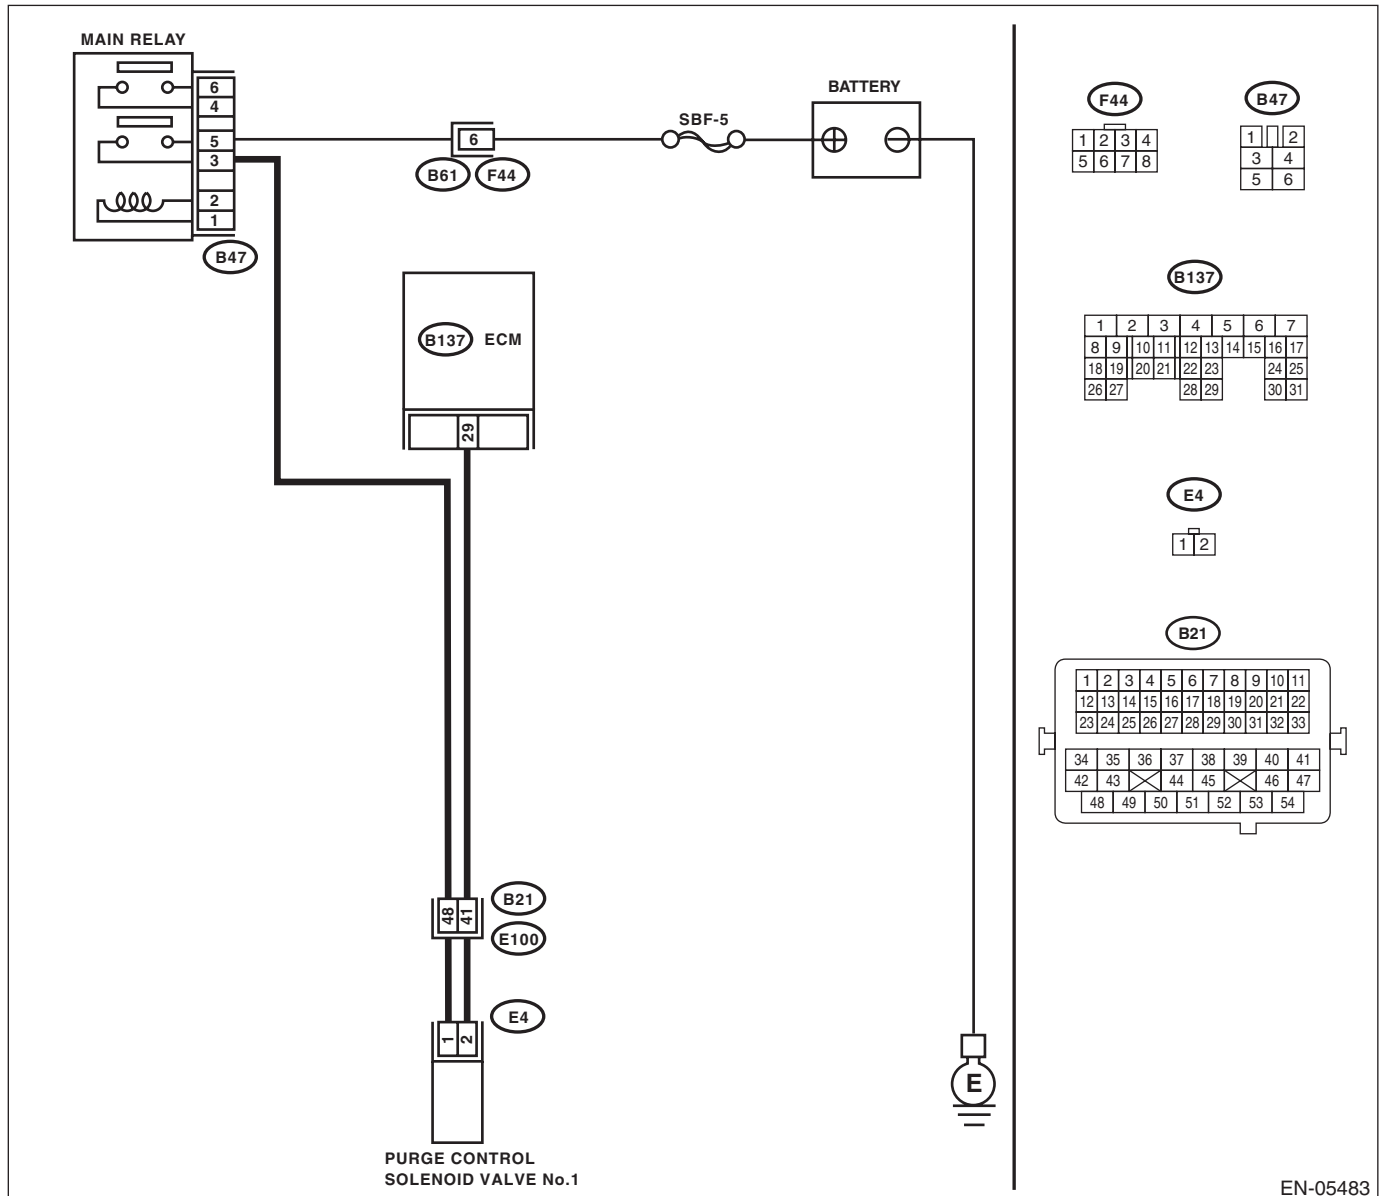 MAIN RELAY
6
4
5
3
2
1
B47
6
B61 F44
SBF-5
BATTERY
B137 ECM
29
48 41
B21
E100
E4
1 2
PURGE CONTROL
SOLENOID VALVE No.1
E
F44
1 2 3 4
5 6 7 8
B47
1 2
3 4
5 6
B137
1 2 3 4 5 6 7
8 9 10 11 12 13 14 15 16 17
18 19 20 21 22 23 24 25
26 27 28 29 30 31
E4
1 2
B21
1 2 3 4 5 6 7 8 9 10 11
12 13 14 15 16 17 18 19 20 21 22
23 24 25 26 27 28 29 30 31 32 33
34 35 36 37 38 39 40 41
42 43 44 45 46 47
48 49 50 51 52 53 54
EN-05483